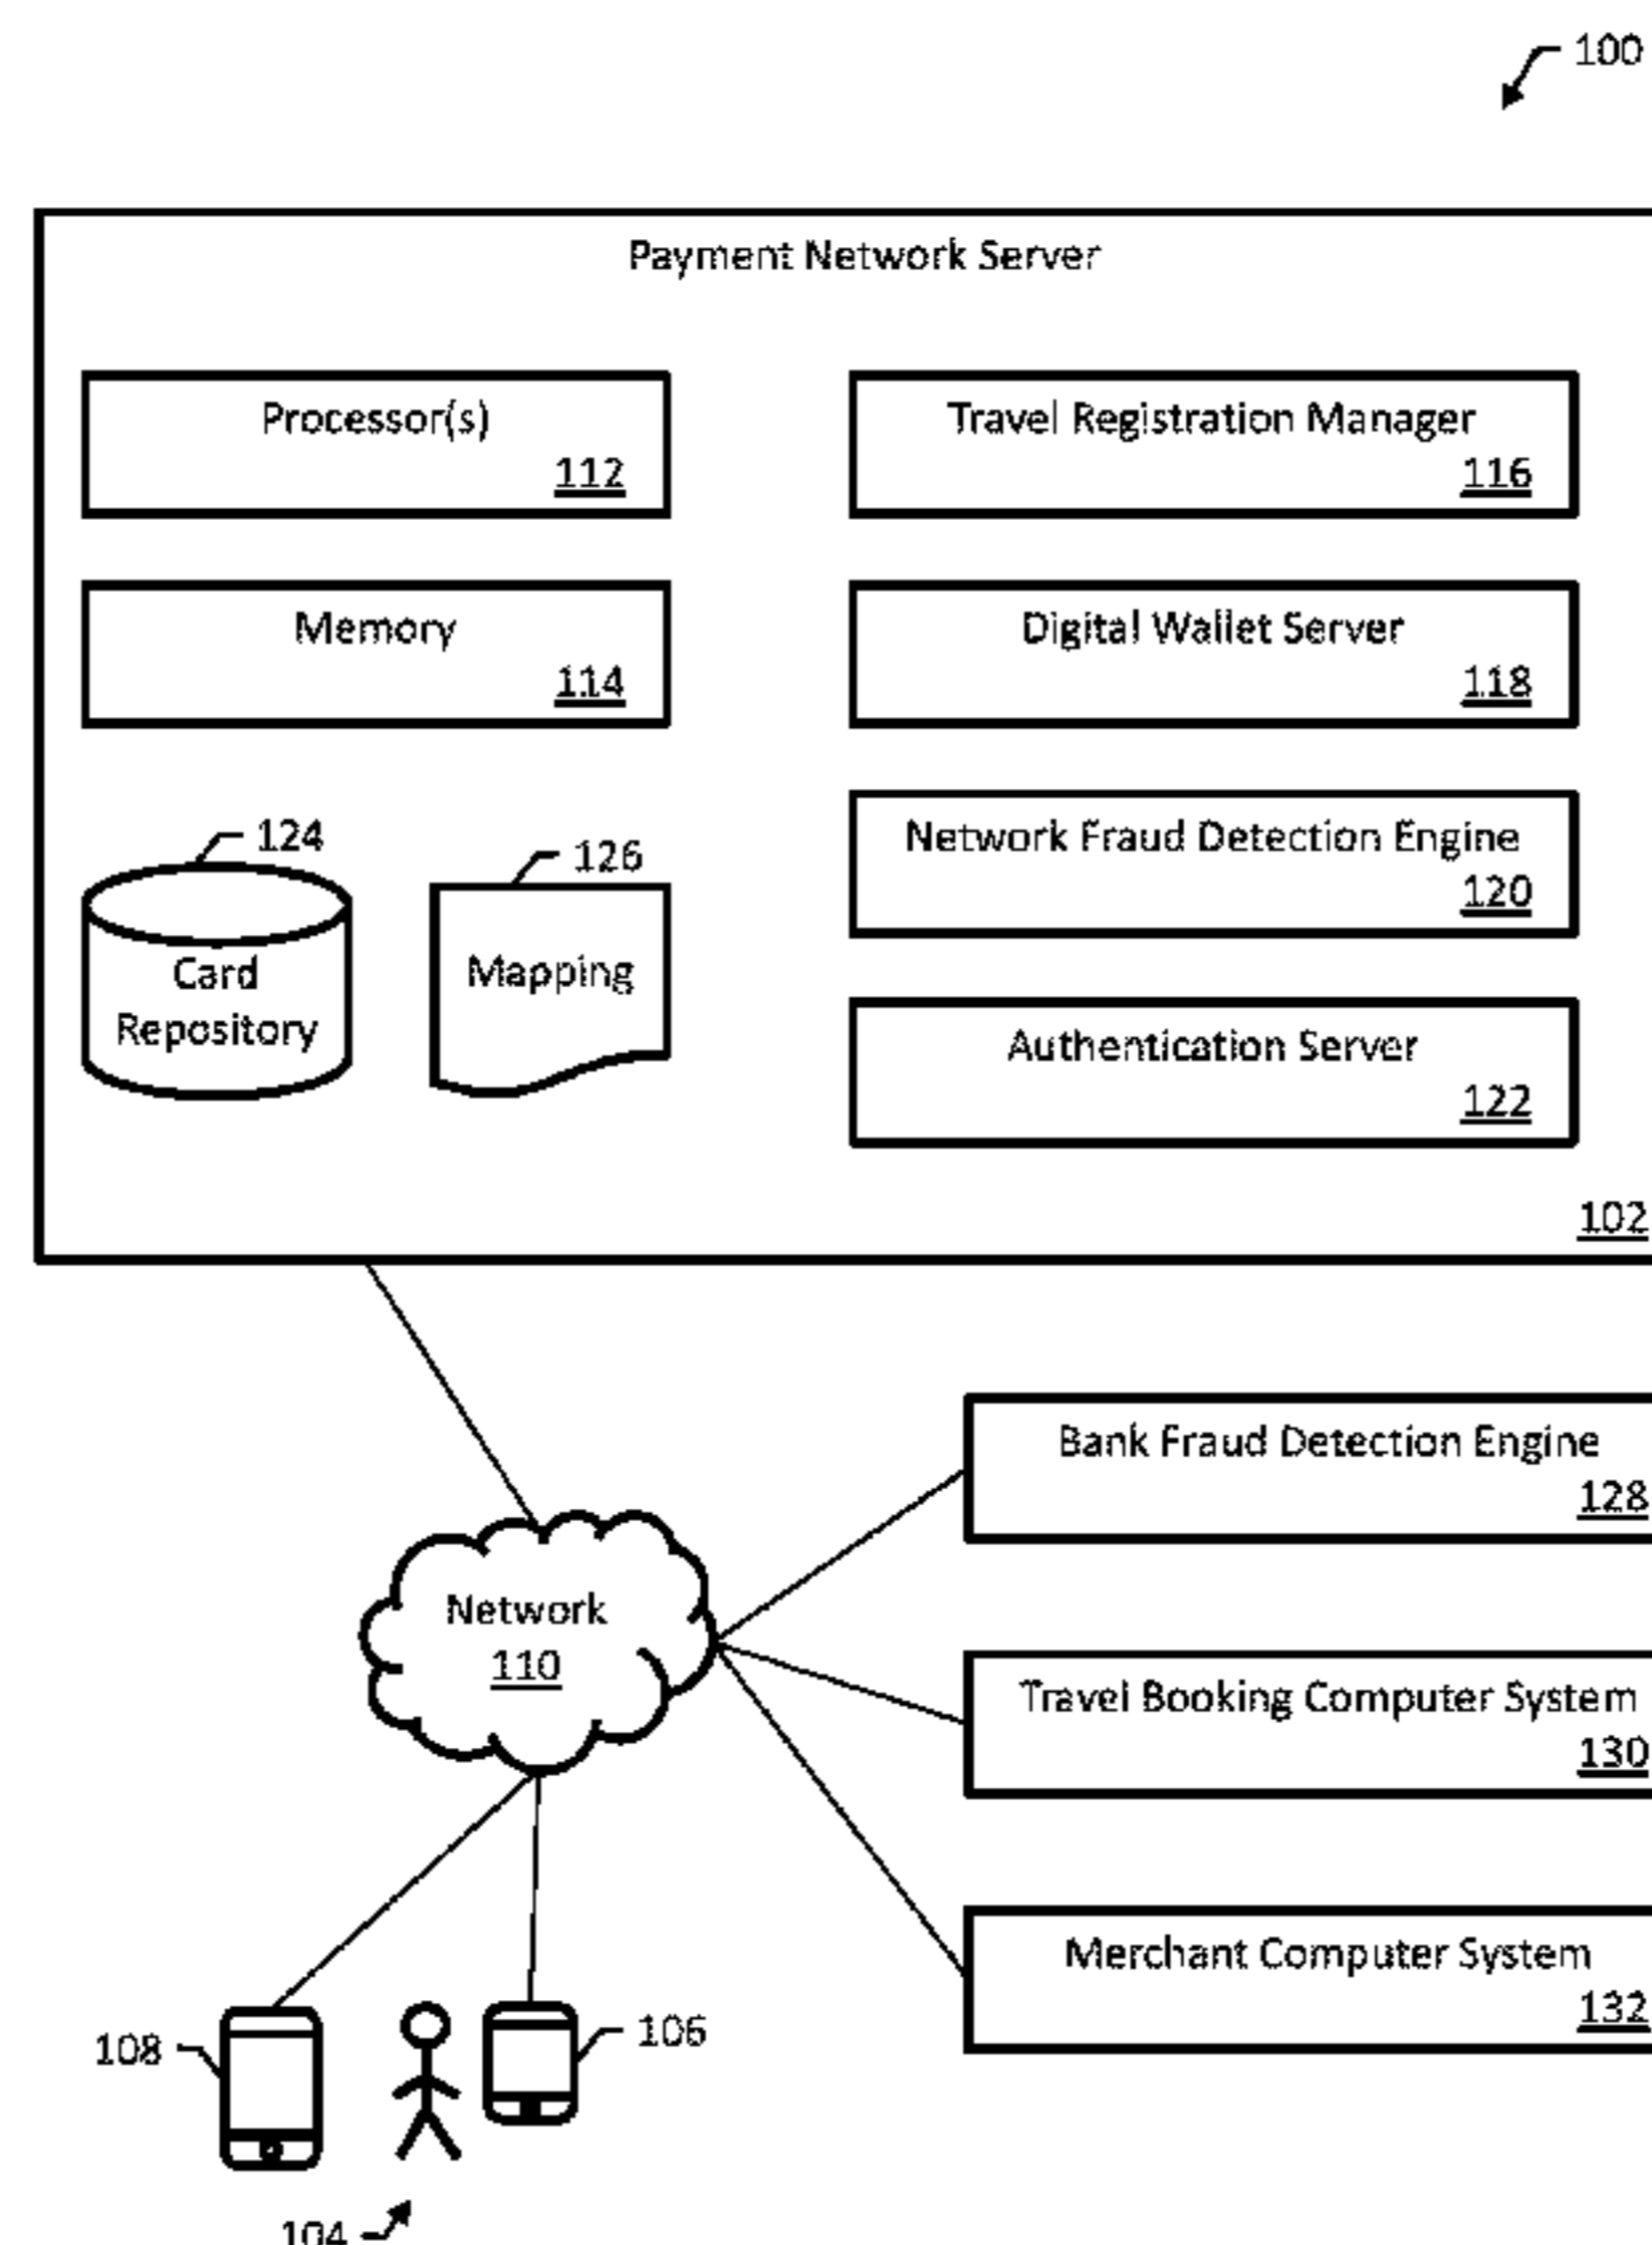 100
Payment Network Server
Processor(s)
112
Travel Registration Manager
116
Memory
114
Digital Wallet Server
118
124
Card
Repository
126
Mapping
Network Fraud Detection Engine
120
Authentication Server
122
102
Bank Fraud Detection Engine
128
Network
110
Travel Booking Computer System
130
Merchant Computer System
132
108
106
104